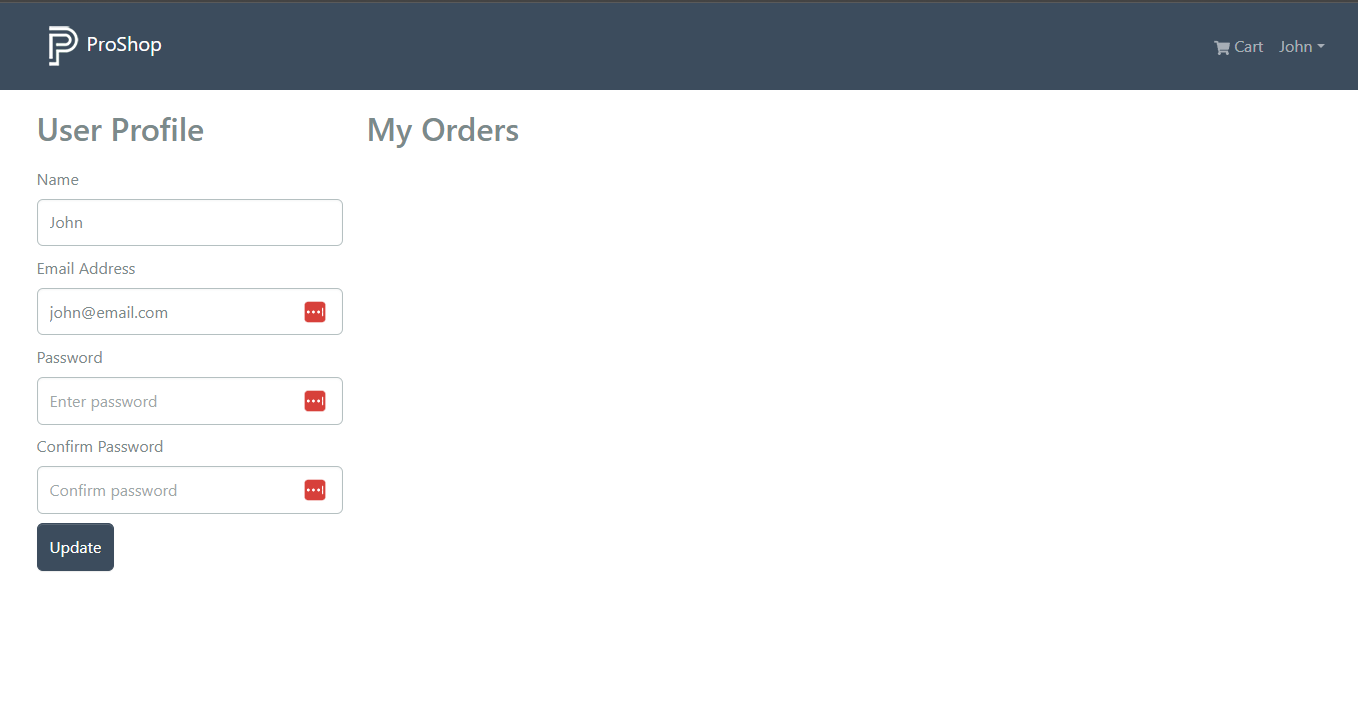 ProShop
Cart
John
User Profile
Name
John
Email Address
john@email.com
Password
Enter password
Confirm Password
Confirm password
Update
My Orders